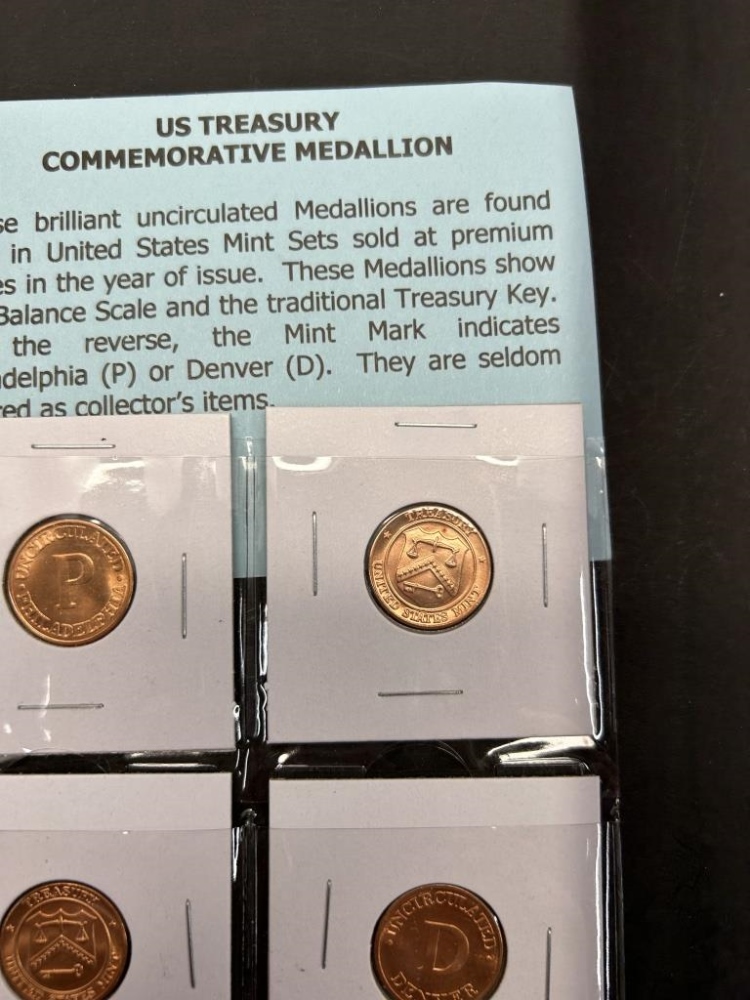 US TREASURY
COMMEMORATIVE MEDALLION
brilliant uncirculated Medallions are found
in United States Mint Sets sold at premium
in the year of issue. These Medallions show
Balance Scale and the traditional Treasury Key.
the reverse, the Mint Mark indicates
adelphia (P) or Denver (D). They are seldom
red as collector's items.
UNCIRCULATED
P
PHILADELPHIA
TREASURY
UNITED STATES MINT
TREASURY
UNITED STATES MINT
UNCIRCULATED
D
DENVER